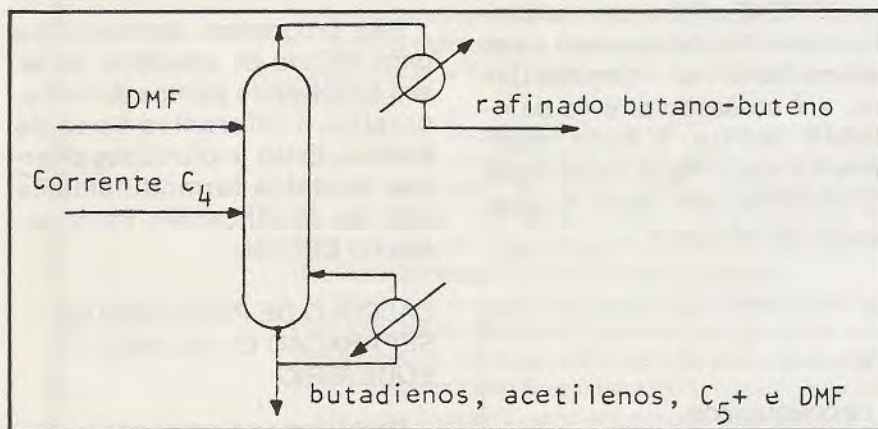 DMF
rafinado butano-buteno
Corrente C₄
butadienos, acetilenos, C₅+ e DMF